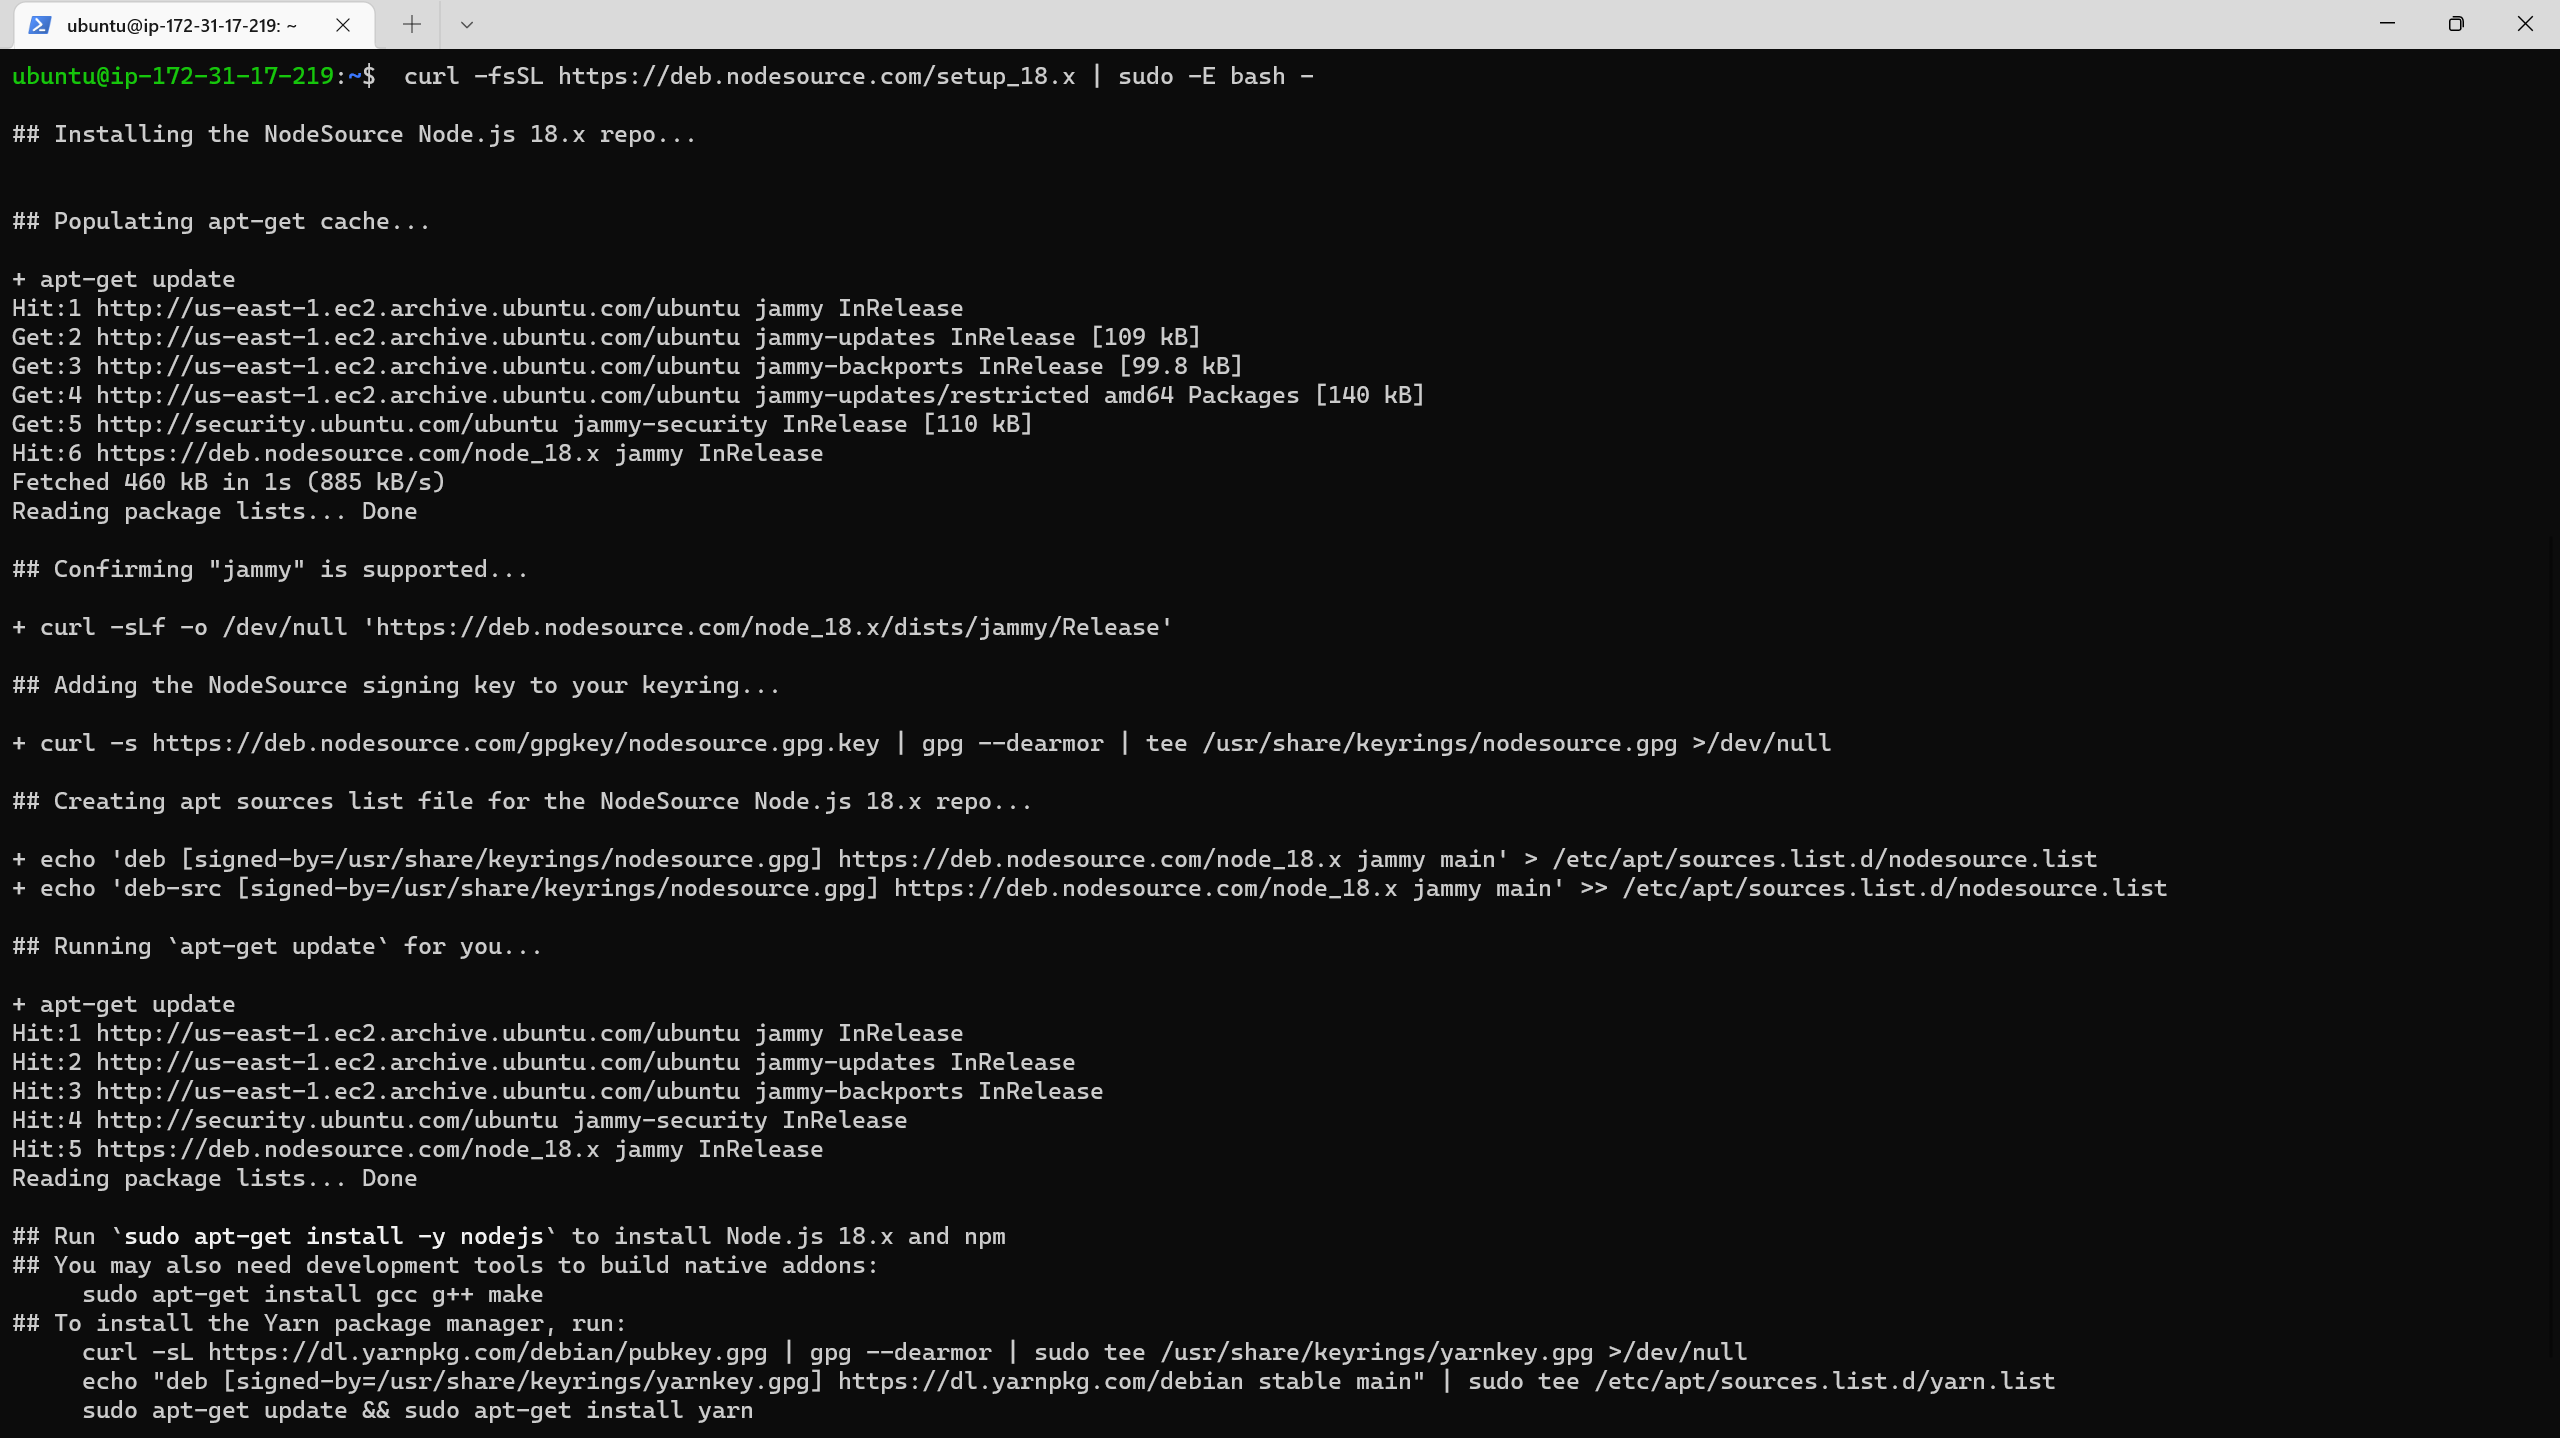 ubuntu@ip-172-31-17-219: ~
ubuntu@ip-172-31-17-219:~$  curl -fsSL https://deb.nodesource.com/setup_18.x | sudo -E bash -
## Installing the NodeSource Node.js 18.x repo...
## Populating apt-get cache...
+ apt-get update
Hit:1 http://us-east-1.ec2.archive.ubuntu.com/ubuntu jammy InRelease
Get:2 http://us-east-1.ec2.archive.ubuntu.com/ubuntu jammy-updates InRelease [109 kB]
Get:3 http://us-east-1.ec2.archive.ubuntu.com/ubuntu jammy-backports InRelease [99.8 kB]
Get:4 http://us-east-1.ec2.archive.ubuntu.com/ubuntu jammy-updates/restricted amd64 Packages [140 kB]
Get:5 http://security.ubuntu.com/ubuntu jammy-security InRelease [110 kB]
Hit:6 https://deb.nodesource.com/node_18.x jammy InRelease
Fetched 460 kB in 1s (885 kB/s)
Reading package lists... Done
## Confirming "jammy" is supported...
+ curl -sLf -o /dev/null 'https://deb.nodesource.com/node_18.x/dists/jammy/Release'
## Adding the NodeSource signing key to your keyring...
+ curl -s https://deb.nodesource.com/gpgkey/nodesource.gpg.key | gpg --dearmor | tee /usr/share/keyrings/nodesource.gpg >/dev/null
## Creating apt sources list file for the NodeSource Node.js 18.x repo...
+ echo 'deb [signed-by=/usr/share/keyrings/nodesource.gpg] https://deb.nodesource.com/node_18.x jammy main' > /etc/apt/sources.list.d/nodesource.list
+ echo 'deb-src [signed-by=/usr/share/keyrings/nodesource.gpg] https://deb.nodesource.com/node_18.x jammy main' >> /etc/apt/sources.list.d/nodesource.list
## Running `apt-get update` for you...
+ apt-get update
Hit:1 http://us-east-1.ec2.archive.ubuntu.com/ubuntu jammy InRelease
Hit:2 http://us-east-1.ec2.archive.ubuntu.com/ubuntu jammy-updates InRelease
Hit:3 http://us-east-1.ec2.archive.ubuntu.com/ubuntu jammy-backports InRelease
Hit:4 http://security.ubuntu.com/ubuntu jammy-security InRelease
Hit:5 https://deb.nodesource.com/node_18.x jammy InRelease
Reading package lists... Done
## Run `sudo apt-get install -y nodejs` to install Node.js 18.x and npm
## You may also need development tools to build native addons:
     sudo apt-get install gcc g++ make
## To install the Yarn package manager, run:
     curl -sL https://dl.yarnpkg.com/debian/pubkey.gpg | gpg --dearmor | sudo tee /usr/share/keyrings/yarnkey.gpg >/dev/null
     echo "deb [signed-by=/usr/share/keyrings/yarnkey.gpg] https://dl.yarnpkg.com/debian stable main" | sudo tee /etc/apt/sources.list.d/yarn.list
     sudo apt-get update && sudo apt-get install yarn